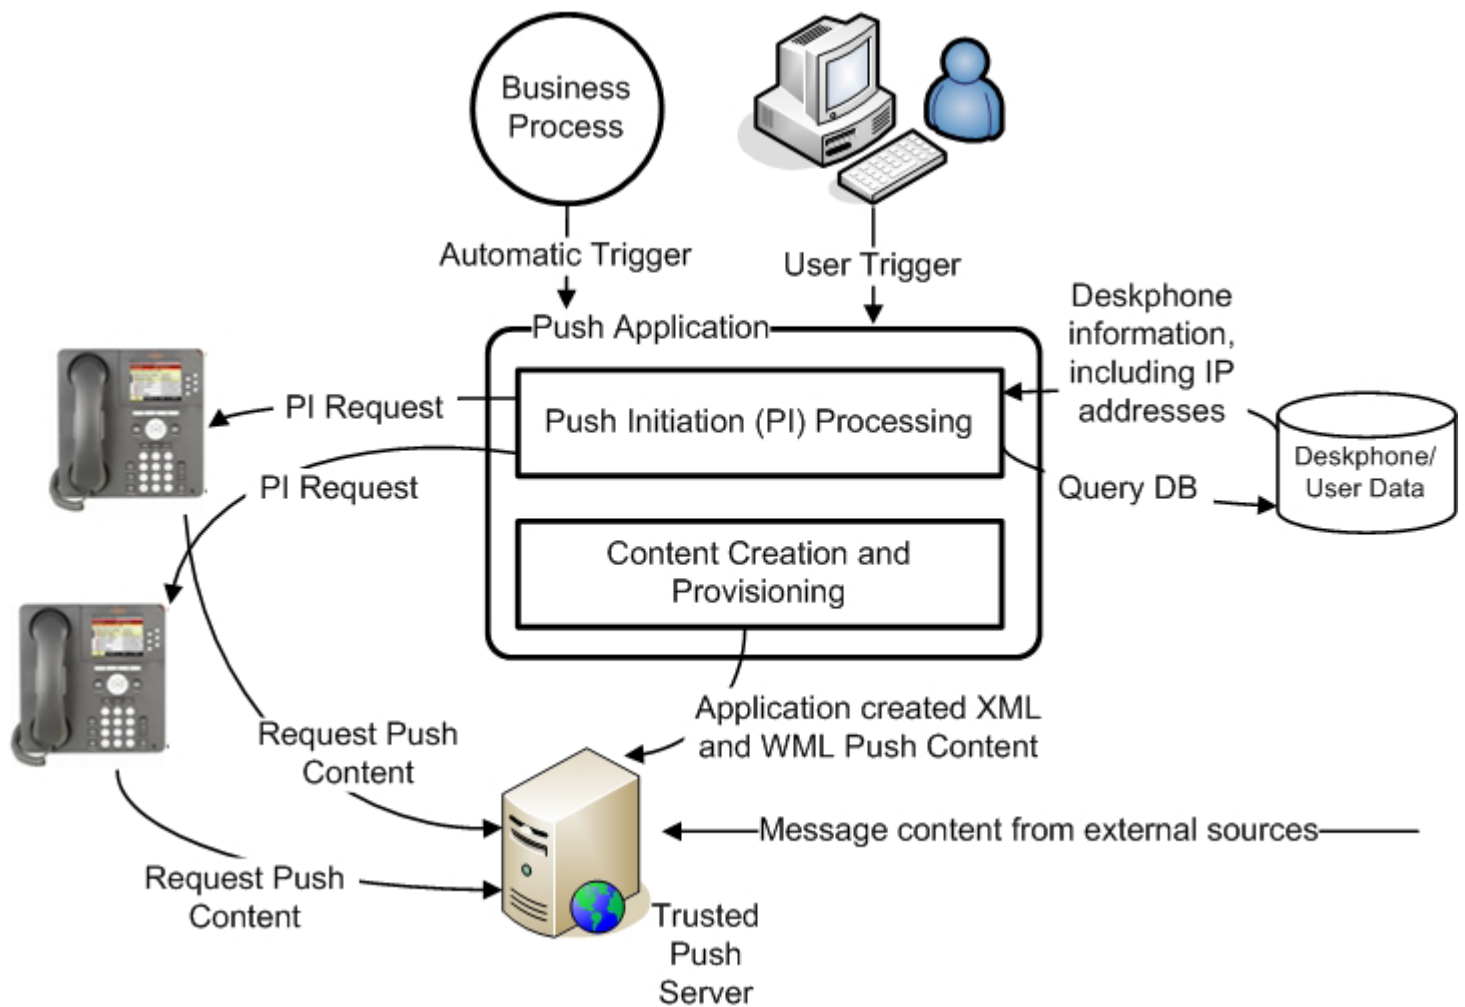 Business
Process
Automatic Trigger
User Trigger
Deskphone
information,
including IP
addresses
Push Application
PI Request
Push Initiation (PI) Processing
PI Request
Query DB
Deskphone/
User Data
Content Creation and
Provisioning
Application created XML
and WML Push Content
Request Push
Content
Message content from external sources
Request Push
Content
Trusted
Push
Server